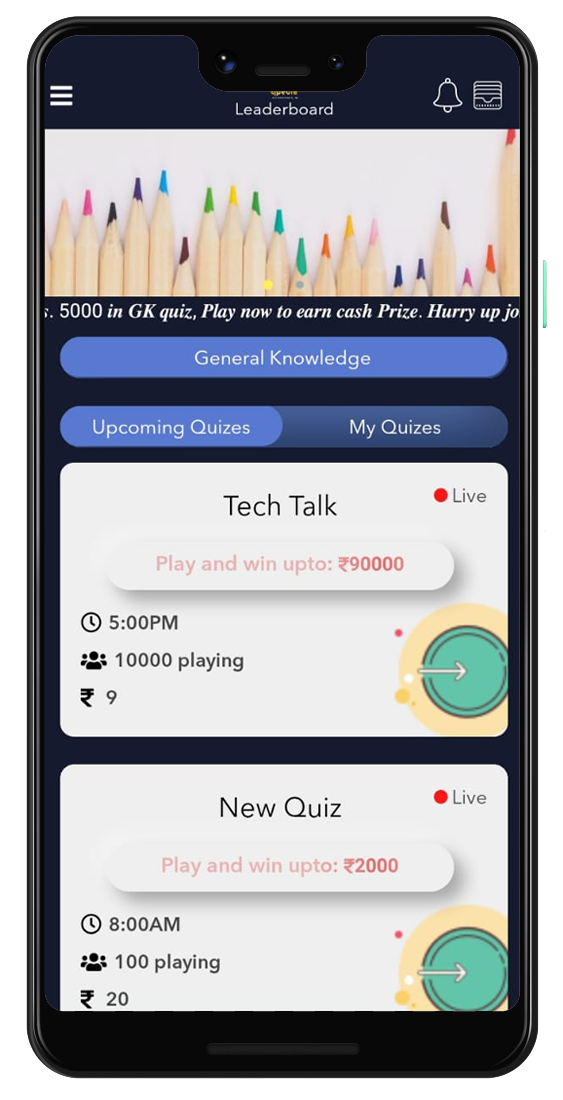 Leaderboard
. 5000 in GK quiz, Play now to earn cash Prize. Hurry up jo
General Knowledge
Upcoming Quizes
My Quizes
Live
Tech Talk
Play and win upto: ₹90000
5:00PM
10000 playing
₹ 9
Live
New Quiz
Play and win upto: ₹2000
8:00AM
100 playing
₹ 20